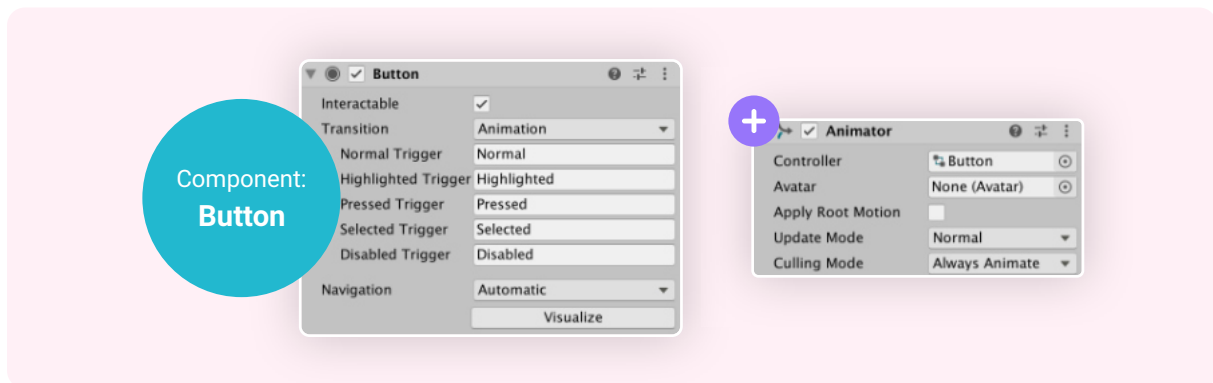 Component:
Button
Button
Interactable
Transition Animation
Normal Trigger Normal
Highlighted Trigger Highlighted
Pressed Trigger Pressed
Selected Trigger Selected
Disabled Trigger Disabled
Navigation Automatic
Visualize
Animator
Controller Button
Avatar None (Avatar)
Apply Root Motion
Update Mode Normal
Culling Mode Always Animate